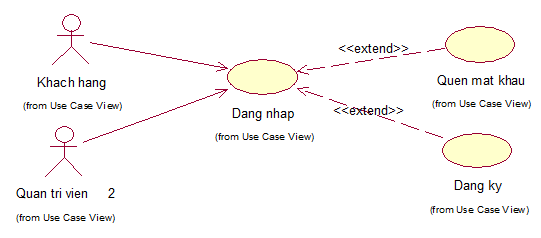 <<extend>>
Khach hang
(from Use Case View)
Quen mat khau
(from Use Case View)
Dang nhap
(from Use Case View)
<<extend>>
Quan tri vien 2
(from Use Case View)
Dang ky
(from Use Case View)